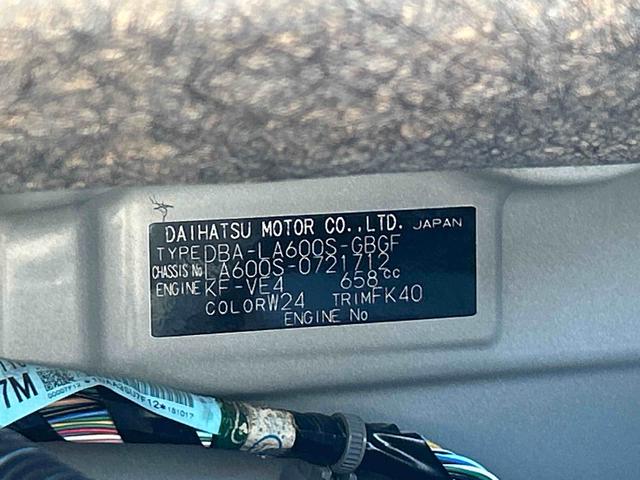 DAIHATSU MOTOR CO.,LTD. JAPAN
TYPE DBA-LA600S-GBGF
CHASSIS No LA600S-0721712
ENGINE KF-VE4 658cc
COLOR W24 TRIM FK40
ENGINE No
7M
181017